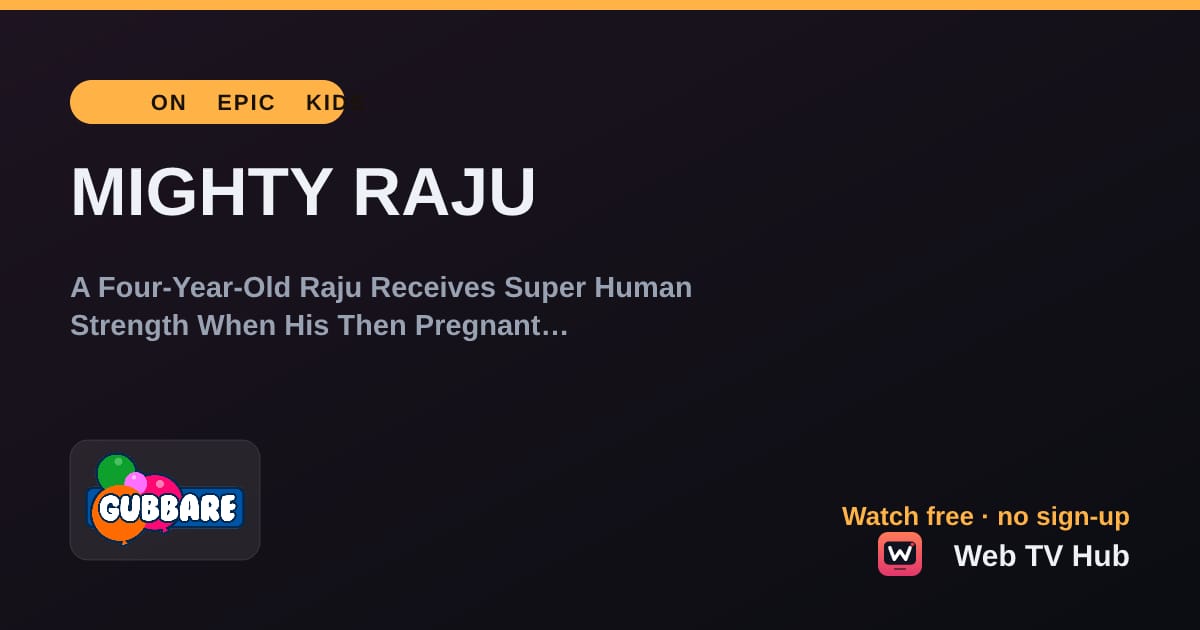 ON EPIC KIDS
MIGHTY RAJU
A Four-Year-Old Raju Receives Super Human
Strength When His Then Pregnant…
GUBBARE
Watch free · no sign-up
W
Web TV Hub